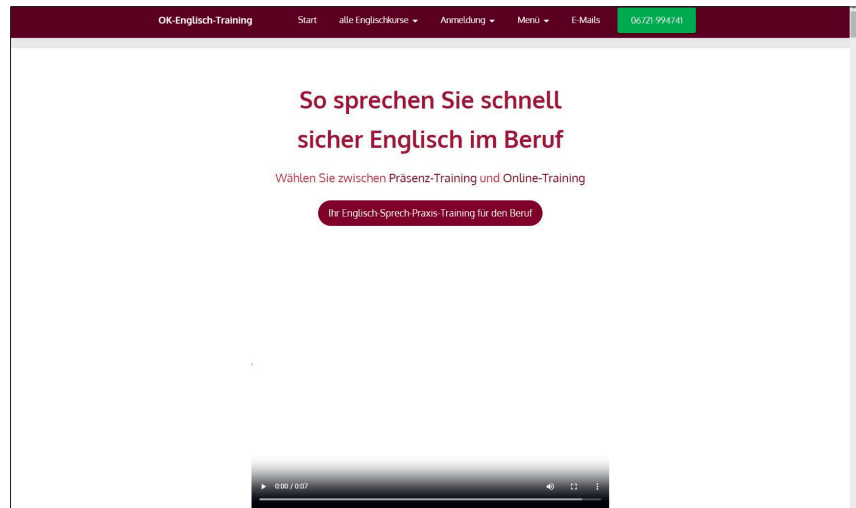 OK-Englisch-Training Start alle Englischkurse Anmeldung Menü E-Mails 06721-994741
So sprechen Sie schnell
sicher Englisch im Beruf
Wählen Sie zwischen Präsenz-Training und Online-Training
Ihr Englisch-Sprech-Praxis-Training für den Beruf
0:00 / 0:07